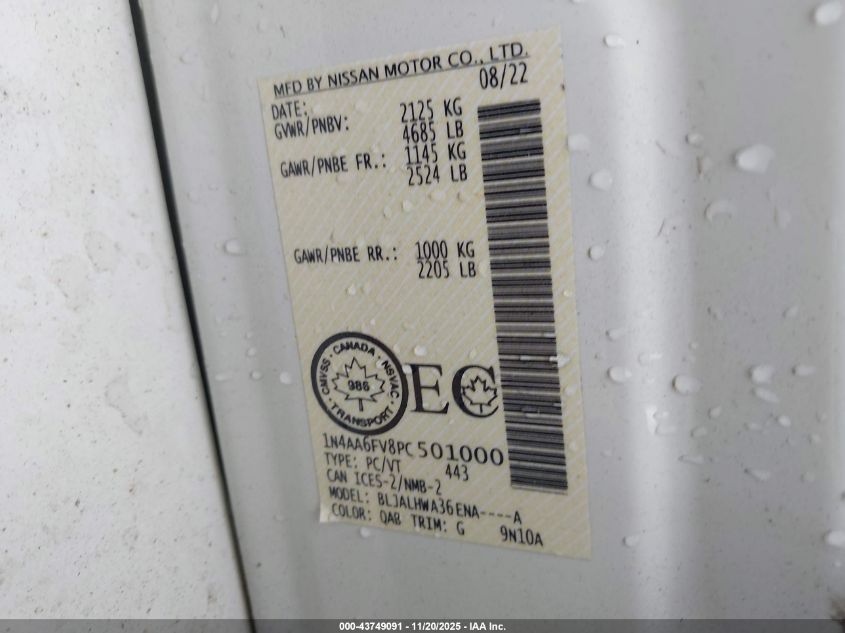 MFD BY NISSAN MOTOR CO., LTD.
DATE: 08/22
GVWR/PNBV: 2125 KG
4685 LB
GAWR/PNBE FR.: 1145 KG
2524 LB
GAWR/PNBE RR.: 1000 KG
2205 LB
CANADA · NSVAC · TRANSPORT · CMVSS ·
986
EC
1N4AA6FV8PC501000
TYPE: PC/VT 443
CAN ICES-2/NMB-2
MODEL: BLJALHWA36ENA----A
COLOR: QAB TRIM: G 9N10A
000-43749091 - 11/20/2025 - IAA Inc.